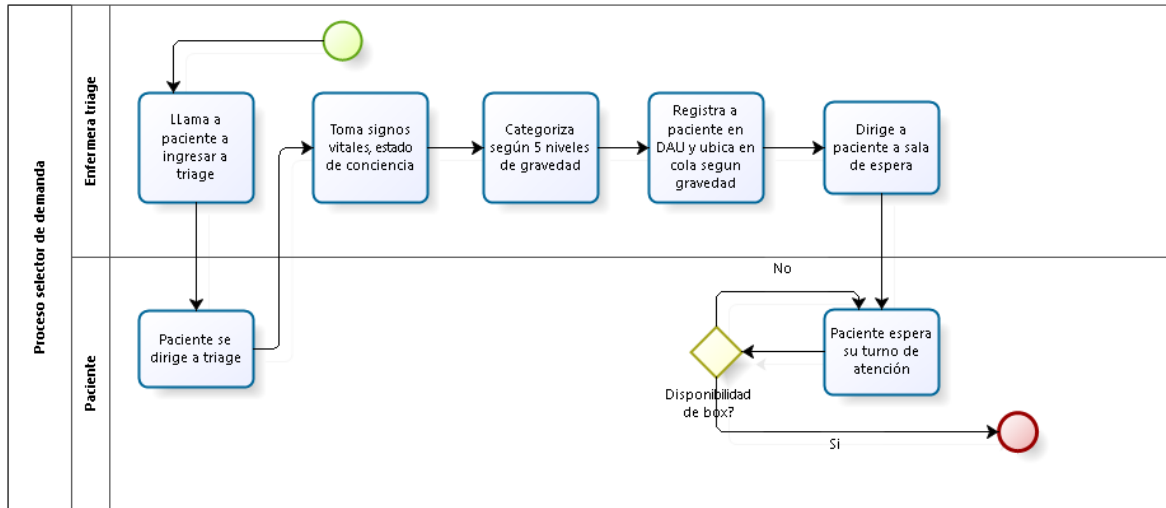 Proceso selector de demanda
Enfermera triage
LLama a
paciente a
ingresar a
triage
Toma signos
vitales, estado
de conciencia
Categoriza
según 5 niveles
de gravedad
Registra a
paciente en
DAU y ubica en
cola segun
gravedad
Dirige a
paciente a sala
de espera
Paciente
Paciente se
dirige a triage
No
Disponibilidad
de box?
Paciente espera
su turno de
atención
Si